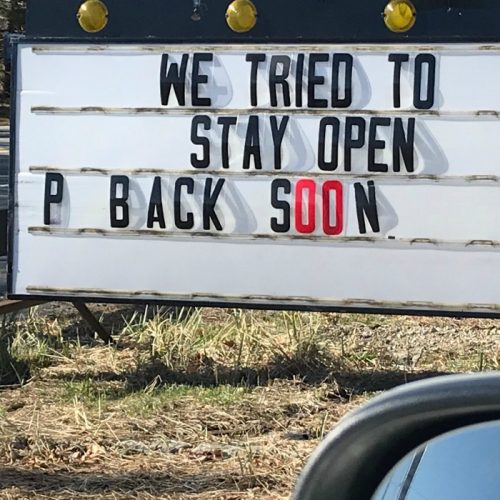 WE TRIED TO
STAY OPEN
P BACK SOON.